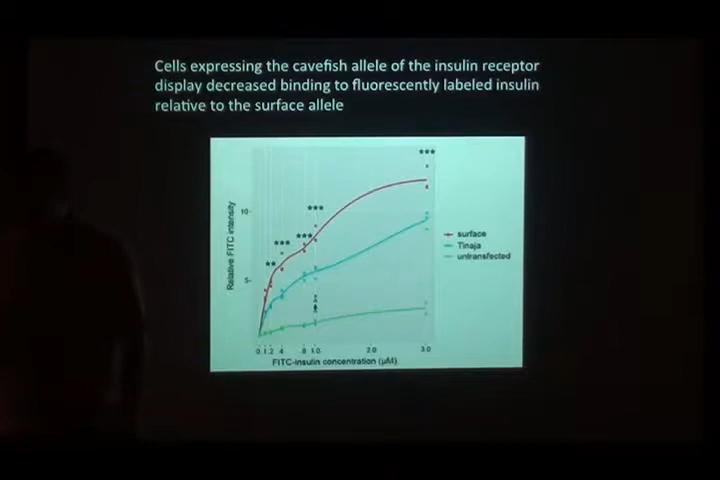 Cells expressing the cavefish allele of the insulin receptor
display decreased binding to fluorescently labeled insulin
relative to the surface allele
***
***
***
***
**
10
5
Relative FITC intensity
surface
Tinaja
untransfected
0 .1 .2 .4 .8 1.0 2.0 3.0
FITC-insulin concentration (µM)